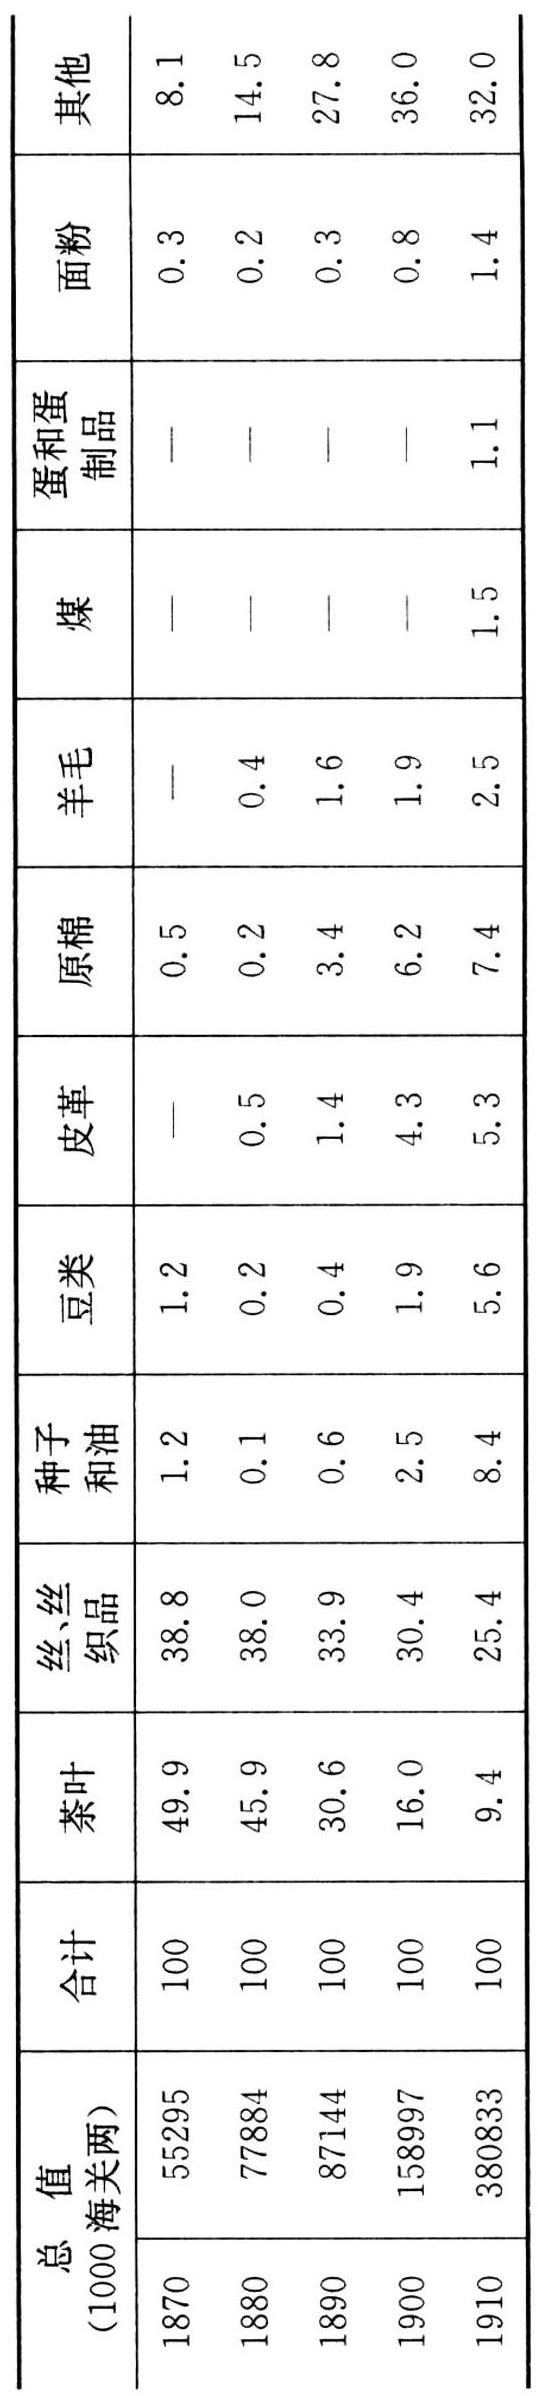 总 值 (1000海关两) 合计 茶叶 丝、丝织品 种子和油 豆类 皮革 原棉 羊毛 煤 蛋和蛋制品 面粉 其他
1870 55295 100 49.9 38.8 1.2 1.2 — 0.5 — — — 0.3 8.1
1880 77884 100 45.9 38.0 0.1 0.2 0.5 0.2 0.4 — — 0.2 14.5
1890 87144 100 30.6 33.9 0.6 0.4 1.4 3.4 1.6 — — 0.3 27.8
1900 158997 100 16.0 30.4 2.5 1.9 4.3 6.2 1.9 — — 0.8 36.0
1910 380833 100 9.4 25.4 8.4 5.6 5.3 7.4 2.5 1.5 1.1 1.4 32.0